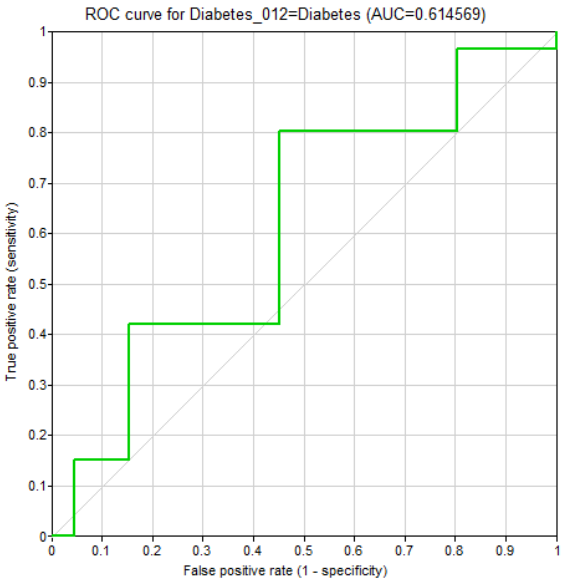 ROC curve for Diabetes_012=Diabetes (AUC=0.614569)
1
0.9
0.8
0.7
0.6
0.5
0.4
0.3
0.2
0.1
0
True positive rate (sensitivity)
0 0.1 0.2 0.3 0.4 0.5 0.6 0.7 0.8 0.9 1
False positive rate (1 - specificity)